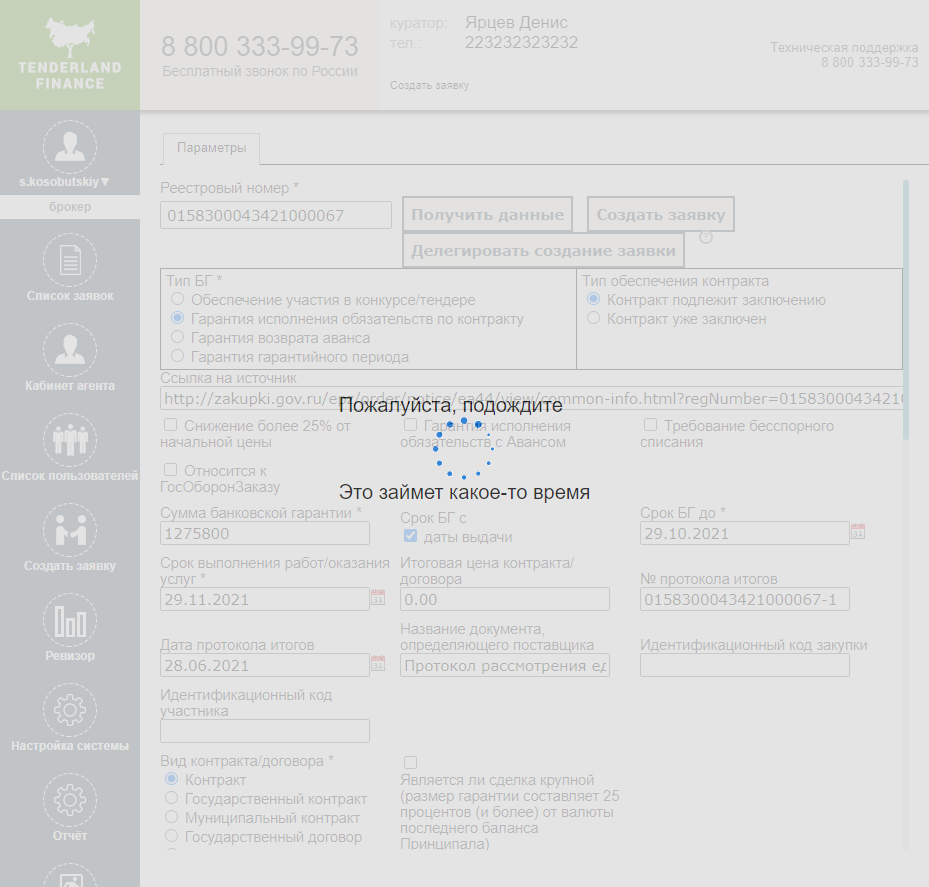 TENDERLAND
FINANCE
8 800 333-99-73
Бесплатный звонок по России
куратор: Ярцев Денис
тел.: 223232323232
Создать заявку
Техническая поддержка
8 800 333-99-73
s.kosobutskiy▼
брокер
Список заявок
Кабинет агента
Список пользователей
Создать заявку
Ревизор
Настройка системы
Отчёт
Параметры
Реестровый номер *
0158300043421000067
Получить данные
Создать заявку
Делегировать создание заявки
?
Тип БГ *
Обеспечение участия в конкурсе/тендере
Гарантия исполнения обязательств по контракту
Гарантия возврата аванса
Гарантия гарантийного периода
Тип обеспечения контракта
Контракт подлежит заключению
Контракт уже заключен
Ссылка на источник
http://zakupki.gov.ru/epz/order/notice/ea44/view/common-info.html?regNumber=01583000434210
Пожалуйста, подождите
Снижение более 25% от
начальной цены
Гарантия исполнения
обязательств с Авансом
Требование бесспорного
списания
Относится к
ГосОборонЗаказу
Это займет какое-то время
Сумма банковской гарантии *
1275800
Срок БГ с
даты выдачи
Срок БГ до *
29.10.2021
Срок выполнения работ/оказания
услуг *
29.11.2021
Итоговая цена контракта/
договора
0.00
№ протокола итогов
0158300043421000067-1
Дата протокола итогов
28.06.2021
Название документа,
определяющего поставщика
Протокол рассмотрения ед
Идентификационный код закупки
Идентификационный код
участника
Вид контракта/договора *
Контракт
Государственный контракт
Муниципальный контракт
Государственный договор
Является ли сделка крупной
(размер гарантии составляет 25
процентов (и более) от валюты
последнего баланса
Принципала)